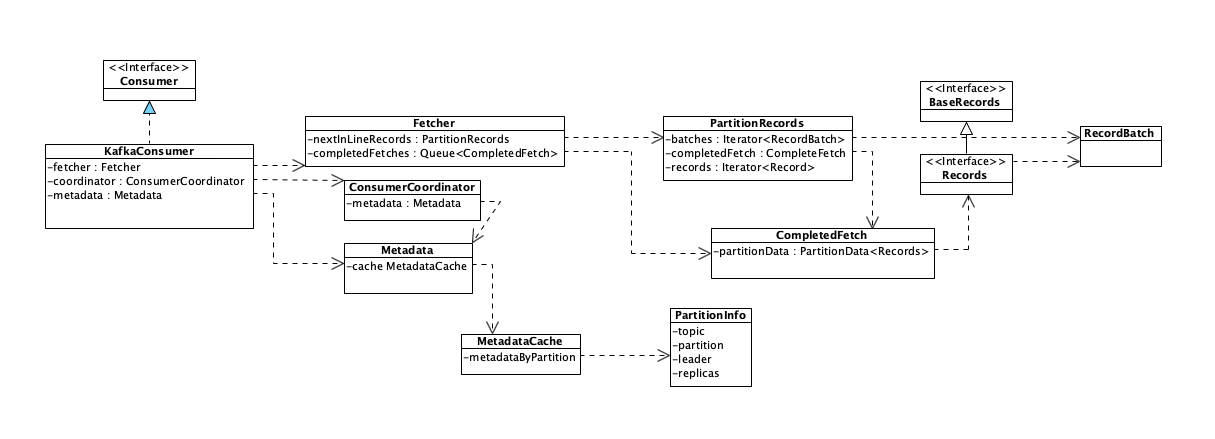 <<Interface>>
Consumer
KafkaConsumer
-fetcher : Fetcher
-coordinator : ConsumerCoordinator
-metadata : Metadata
Fetcher
-nextInLineRecords : PartitionRecords
-completedFetches : Queue<CompletedFetch>
ConsumerCoordinator
-metadata : Metadata
Metadata
-cache MetadataCache
MetadataCache
-metadataByPartition
PartitionInfo
-topic
-partition
-leader
-replicas
PartitionRecords
-batches : Iterator<RecordBatch>
-completedFetch : CompleteFetch
-records : Iterator<Record>
CompletedFetch
-partitionData : PartitionData<Records>
<<Interface>>
BaseRecords
<<Interface>>
Records
RecordBatch